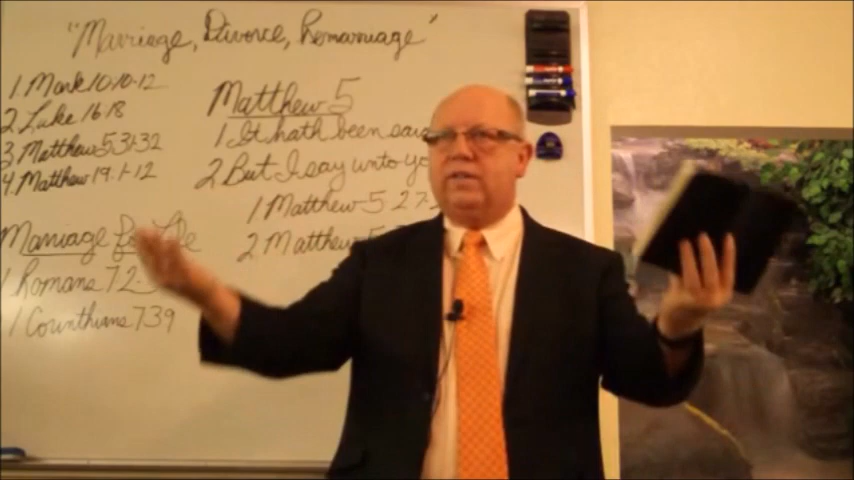 "Marriage, Divorce, Remarriage"
1 Mark 10:10-12
2 Luke 16 18
3 Matthew 5:31-32
4. Matthew 19:1-12
Marriage for Life
1 Romans 7 2-
1 Corinthians 7 39
Matthew 5
1 It hath been said
2 But I say unto yo
1 Matthew 5 27-
2 Matthew 5